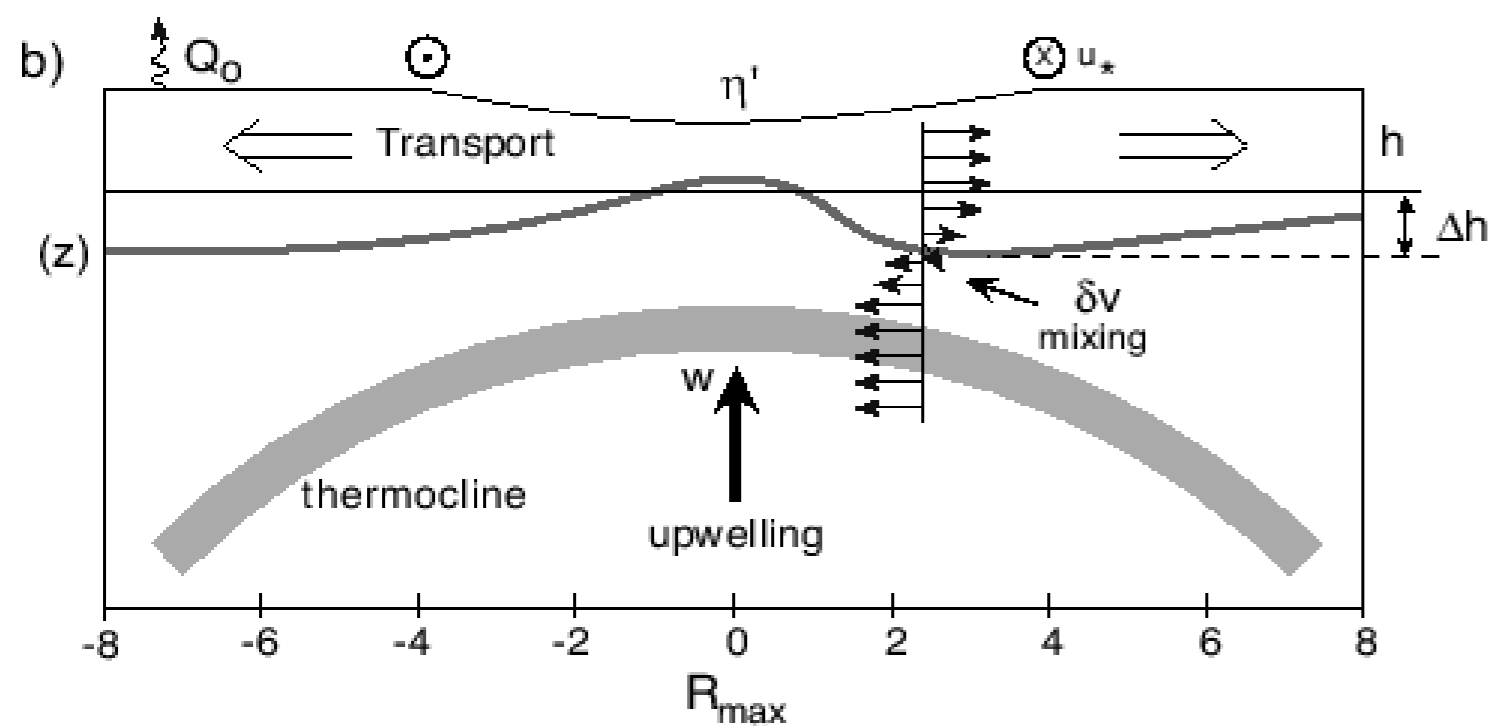 b)
Q₀
η'
x u*
Transport
h
(z)
Δh
δv
mixing
w
thermocline
upwelling
-8 -6 -4 -2 0 2 4 6 8
Rmax